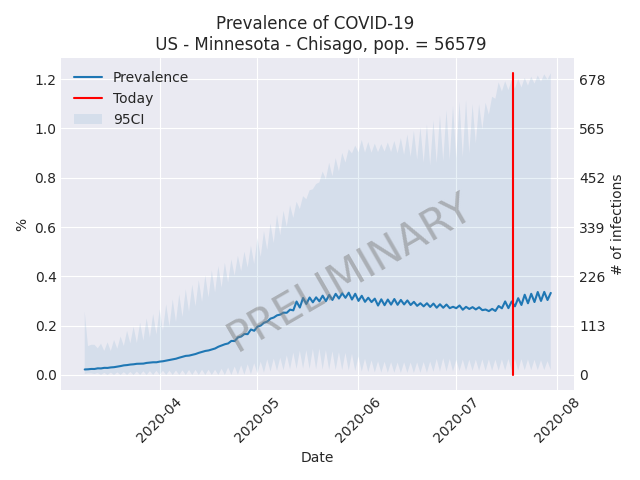 Prevalence of COVID-19
US - Minnesota - Chisago, pop. = 56579
Prevalence
Today
95CI
1.2
1.0
0.8
0.6
0.4
0.2
0.0
%
678
565
452
339
226
113
0
# of infections
PRELIMINARY
2020-04
2020-05
2020-06
2020-07
2020-08
Date